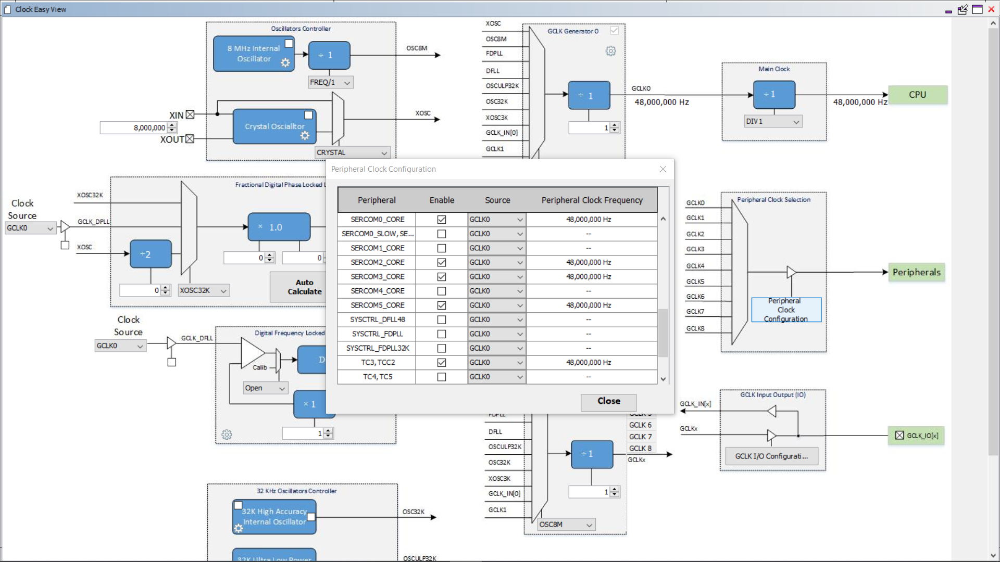 Clock Easy View
Oscillators Controller
8 MHz Internal
Oscillator
÷ 1
FREQ/1
OSC8M
XIN
8,000,000
XOUT
Crystal Oscialltor
CRYSTAL
XOSC
XOSC
OSC8M
FDPLL
DFLL
OSCULP32K
OSC32K
XOSC3K
GCLK_IN[0]
GCLK1
GCLK Generator 0
÷ 1
1
GCLK0
48,000,000 Hz
Main Clock
÷ 1
DIV 1
48,000,000 Hz
CPU
Clock
Source
GCLK0
Fractional Digital Phase Locked
XOSC32K
GCLK_DPLL
XOSC
÷2
0
XOSC32K
× 1.0
0
0
Auto
Calculate
Clock
Source
GCLK0
GCLK_DFLL
Digital Frequency Locked
Calib
Open
D
× 1
1
Peripheral Clock Configuration
Peripheral Enable Source Peripheral Clock Frequency
SERCOM0_CORE GCLK0 48,000,000 Hz
SERCOM0_SLOW, SE... GCLK0 --
SERCOM1_CORE GCLK0 --
SERCOM2_CORE GCLK0 48,000,000 Hz
SERCOM3_CORE GCLK0 48,000,000 Hz
SERCOM4_CORE GCLK0 --
SERCOM5_CORE GCLK0 48,000,000 Hz
SYSCTRL_DFLL48 GCLK0 --
SYSCTRL_FDPLL GCLK0 --
SYSCTRL_FDPLL32K GCLK0 --
TC3, TCC2 GCLK0 48,000,000 Hz
TC4, TC5 GCLK0 --
Close
Peripheral Clock Selection
GCLK0
GCLK1
GCLK2
GCLK3
GCLK4
GCLK5
GCLK6
GCLK7
GCLK8
Peripheral
Clock
Configuration
Peripherals
FDPLL
DFLL
OSCULP32K
OSC32K
XOSC3K
GCLK_IN[0]
GCLK1
÷ 1
1
OSC8M
GCLK 5
GCLK 6
GCLK 7
GCLK 8
GCLKx
GCLK Input Output (IO)
GCLK_IN[x]
GCLKx
GCLK I/O Configurati...
GCLK_IO[x]
32 KHz Oscillators Controller
32K High Accuracy
Internal Oscillator
OSC32K
32K Ultra Low Power
OSCULP32K